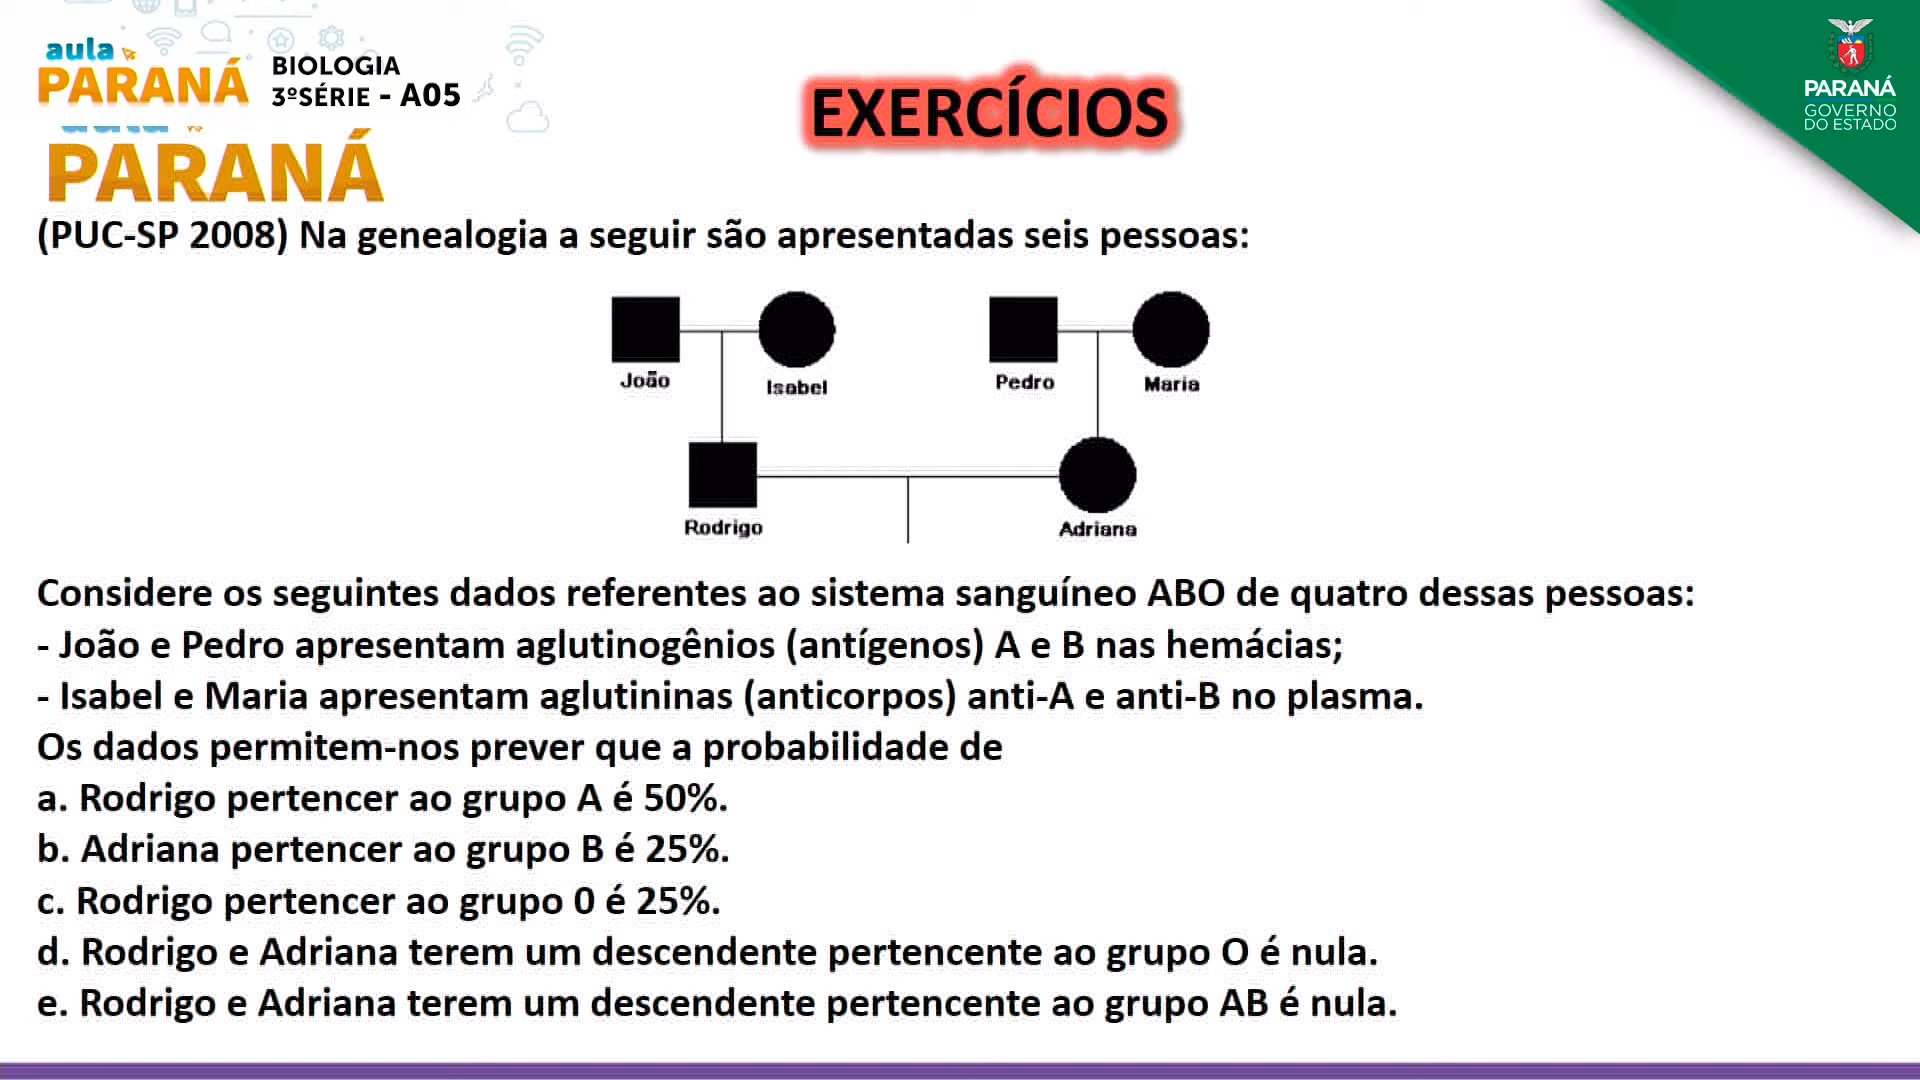 aula
PARANÁ
BIOLOGIA
3ºSÉRIE - A05
EXERCÍCIOS
PARANÁ
GOVERNO
DO ESTADO
aula
PARANÁ
(PUC-SP 2008) Na genealogia a seguir são apresentadas seis pessoas:
João
Isabel
Pedro
Maria
Rodrigo
Adriana
Considere os seguintes dados referentes ao sistema sanguíneo ABO de quatro dessas pessoas:
- João e Pedro apresentam aglutinogênios (antígenos) A e B nas hemácias;
- Isabel e Maria apresentam aglutininas (anticorpos) anti-A e anti-B no plasma.
Os dados permitem-nos prever que a probabilidade de
a. Rodrigo pertencer ao grupo A é 50%.
b. Adriana pertencer ao grupo B é 25%.
c. Rodrigo pertencer ao grupo 0 é 25%.
d. Rodrigo e Adriana terem um descendente pertencente ao grupo O é nula.
e. Rodrigo e Adriana terem um descendente pertencente ao grupo AB é nula.